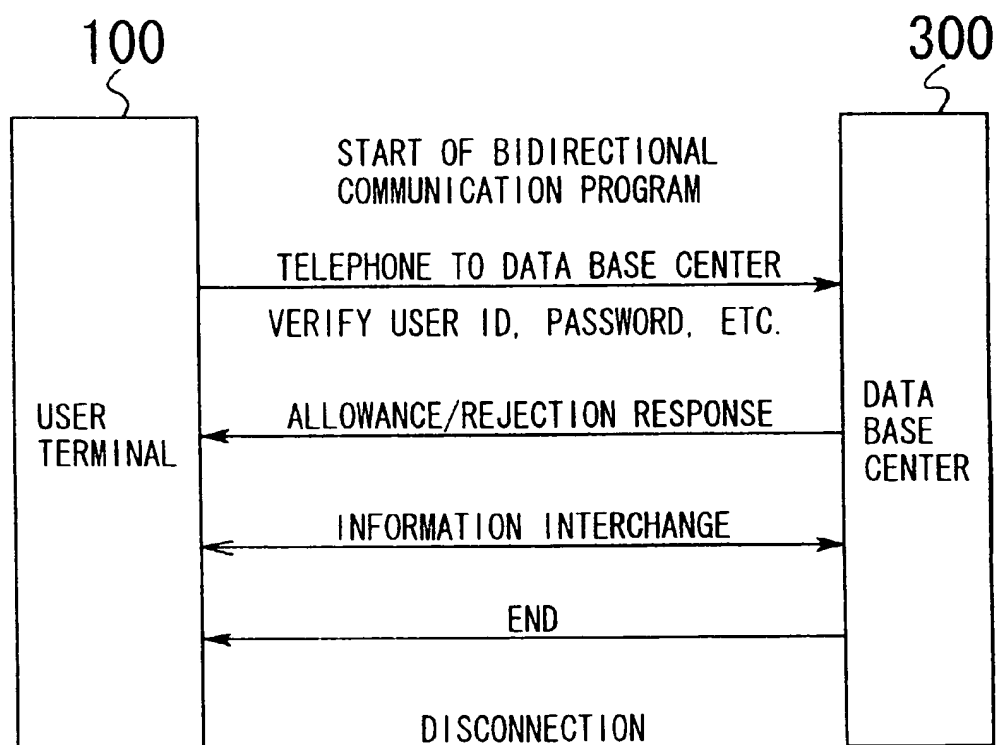 100
300
START OF BIDIRECTIONAL
COMMUNICATION PROGRAM
TELEPHONE TO DATA BASE CENTER
VERIFY USER ID, PASSWORD, ETC.
USER
TERMINAL
ALLOWANCE/REJECTION RESPONSE
DATA
BASE
CENTER
INFORMATION INTERCHANGE
END
DISCONNECTION